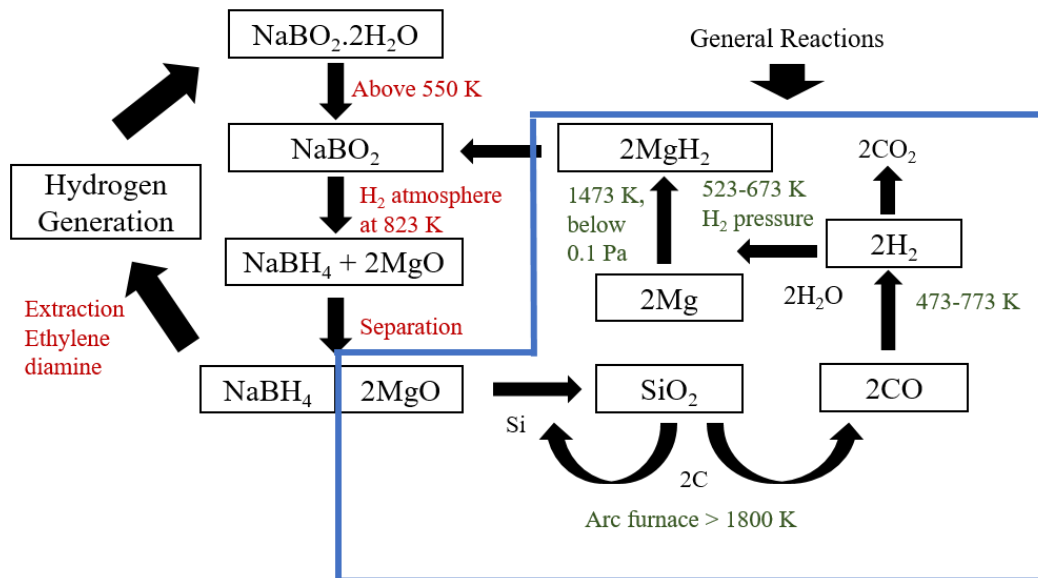 NaBO₂.2H₂O
General Reactions
Above 550 K
NaBO₂
2MgH₂
2CO₂
H₂ atmosphere
at 823 K
1473 K,
below
0.1 Pa
523-673 K
H₂ pressure
Hydrogen
Generation
2H₂
NaBH₄ + 2MgO
2Mg
2H₂O
473-773 K
Extraction
Ethylene
diamine
Separation
NaBH₄
2MgO
SiO₂
2CO
Si
2C
Arc furnace > 1800 K